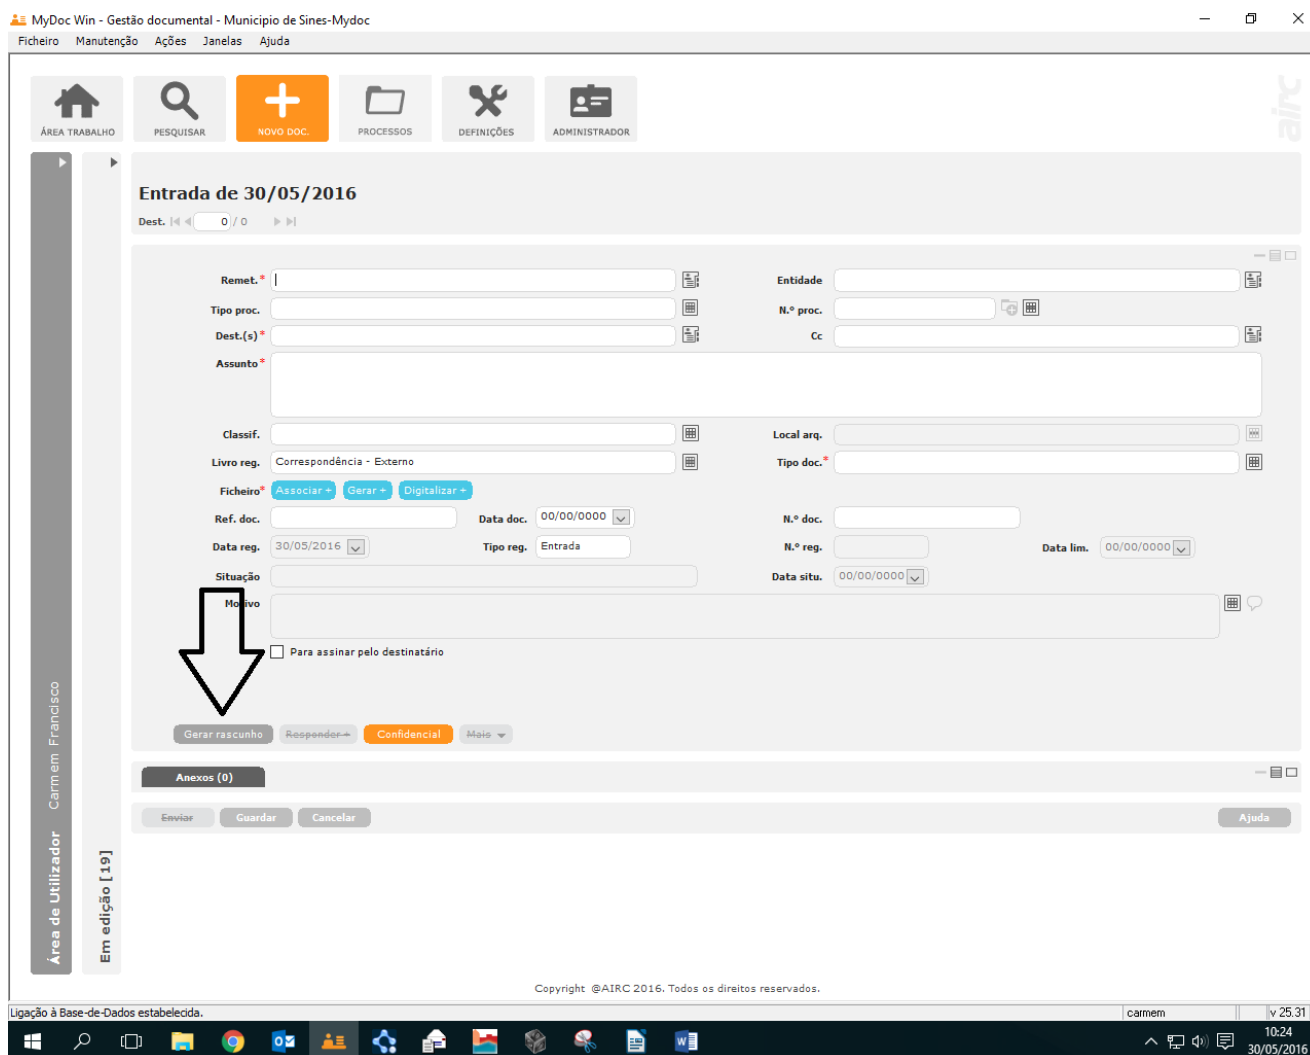 MyDoc Win - Gestão documental - Municipio de Sines-Mydoc
Ficheiro Manutenção Ações Janelas Ajuda
ÁREA TRABALHO PESQUISAR NOVO DOC. PROCESSOS DEFINIÇÕES ADMINISTRADOR
airc
Entrada de 30/05/2016
Dest. 0 / 0
Remet.* Entidade
Tipo proc. N.º proc.
Dest.(s)* Cc
Assunto*
Classif. Local arq.
Livro reg. Correspondência - Externo Tipo doc.*
Ficheiro* Associar + Gerar + Digitalizar +
Ref. doc. Data doc. 00/00/0000 N.º doc.
Data reg. 30/05/2016 Tipo reg. Entrada N.º reg. Data lim. 00/00/0000
Situação Data situ. 00/00/0000
Motivo
Para assinar pelo destinatário
Gerar rascunho Responder + Confidencial Mais
Anexos (0)
Enviar Guardar Cancelar Ajuda
Área de Utilizador Carmem Francisco
Em edição [19]
Copyright @AIRC 2016. Todos os direitos reservados.
Ligação à Base-de-Dados estabelecida. carmem v 25.31
10:24
30/05/2016